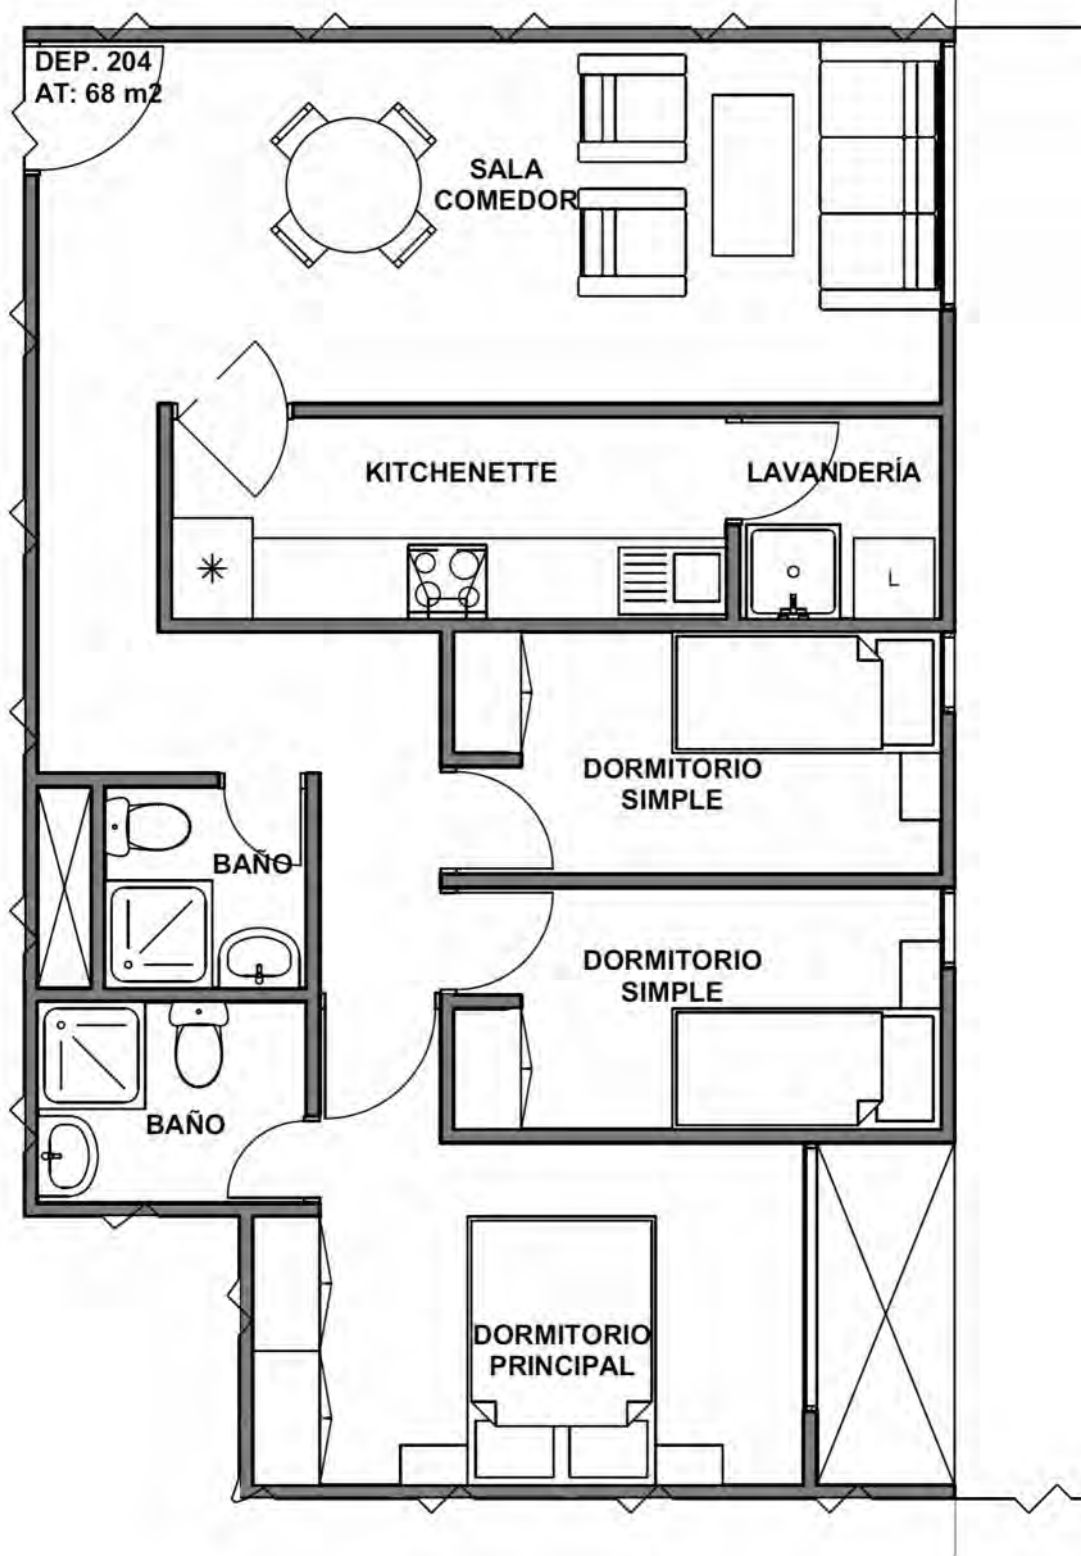 DEP. 204
AT: 68 m2
SALA
COMEDOR
KITCHENETTE
LAVANDERÍA
L
DORMITORIO
SIMPLE
BAÑO
DORMITORIO
SIMPLE
BAÑO
DORMITORIO
PRINCIPAL